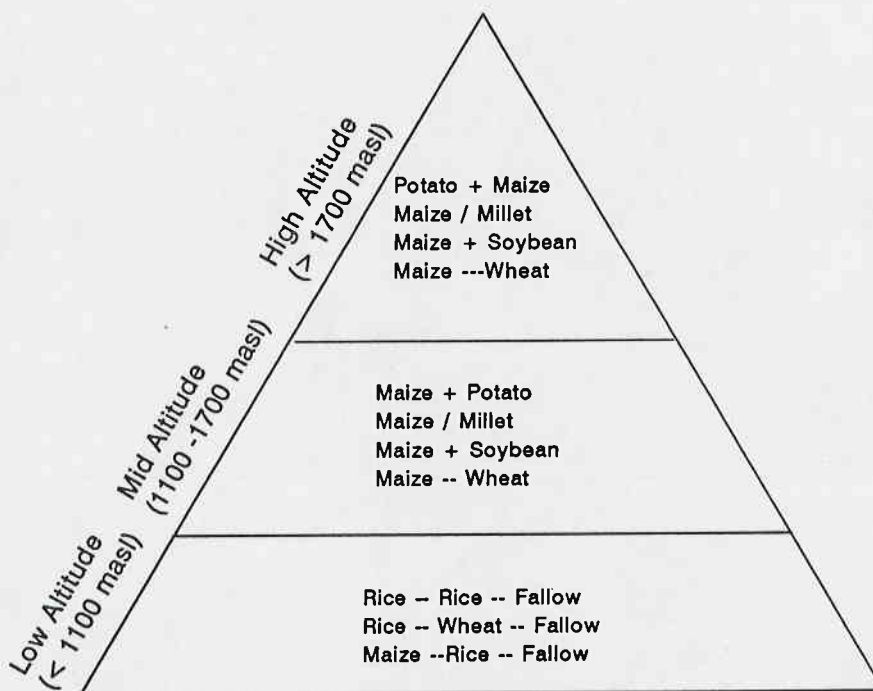 High Altitude
(> 1700 masl)
Potato + Maize
Maize / Millet
Maize + Soybean
Maize ---Wheat
Mid Altitude
(1100 -1700 masl)
Maize + Potato
Maize / Millet
Maize + Soybean
Maize -- Wheat
Low Altitude
(< 1100 masl)
Rice -- Rice -- Fallow
Rice -- Wheat -- Fallow
Maize --Rice -- Fallow